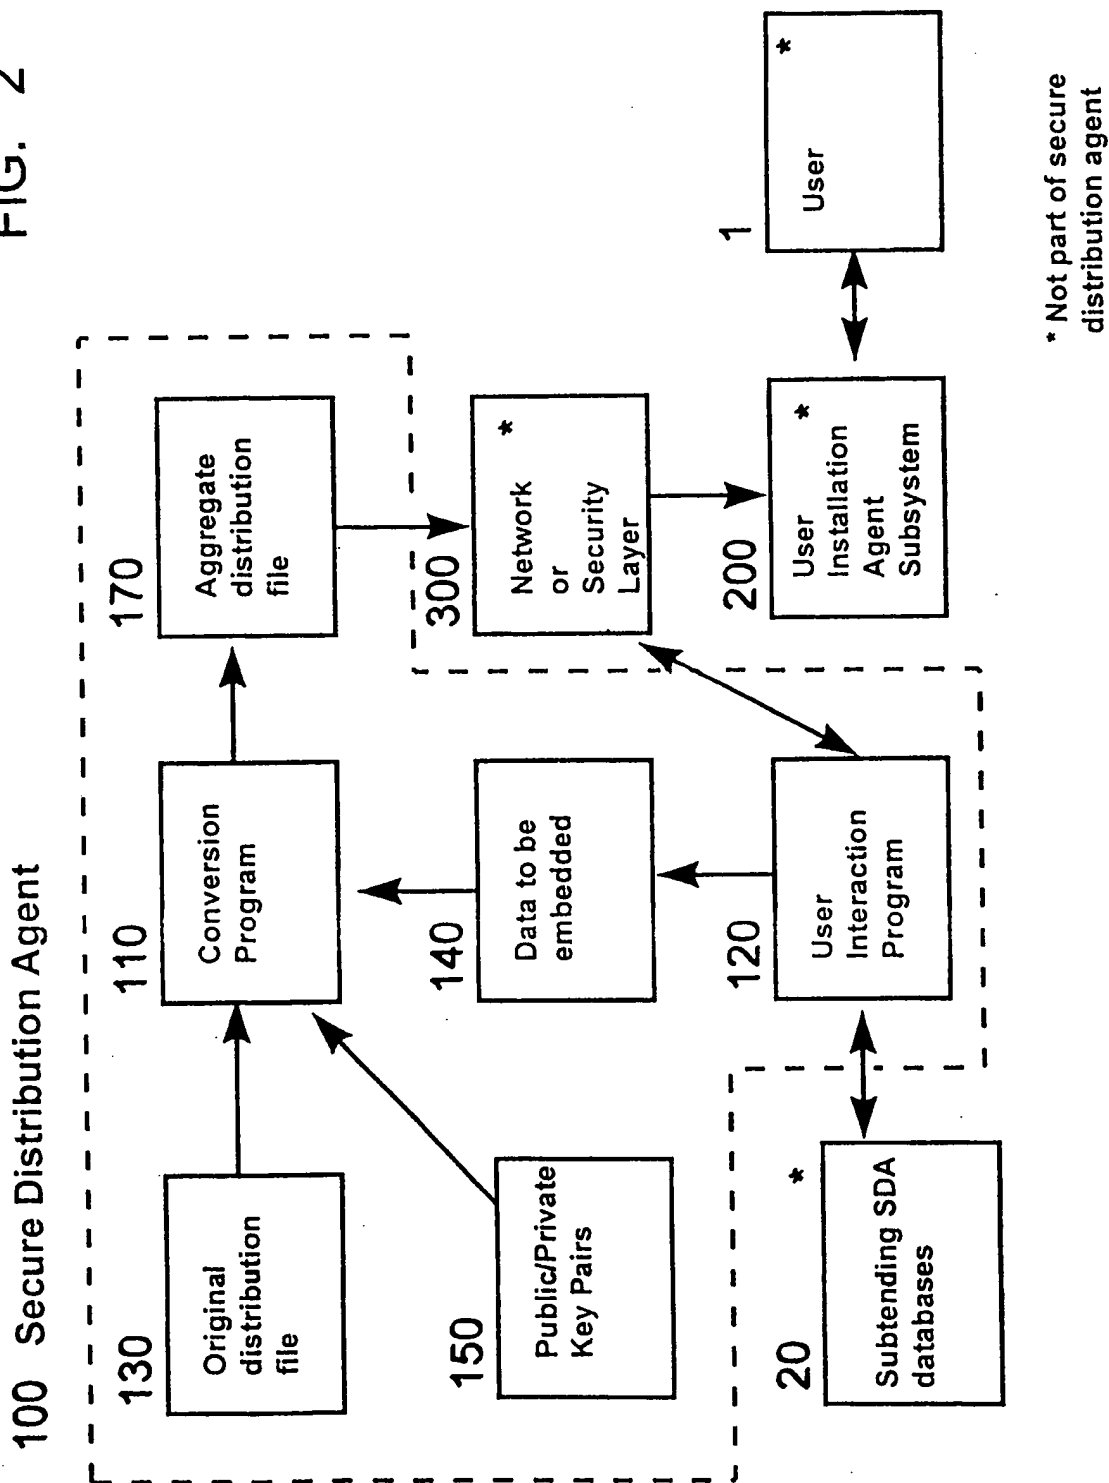 FIG. 2
100 Secure Distribution Agent
130
Original
distribution
file
110
Conversion
Program
170
Aggregate
distribution
file
150
Public/Private
Key Pairs
140
Data to be
embedded
300
Network *
or
Security
Layer
20
Subtending SDA *
databases
120
User
Interaction
Program
200
User *
Installation
Agent
Subsystem
1
User *
* Not part of secure
distribution agent